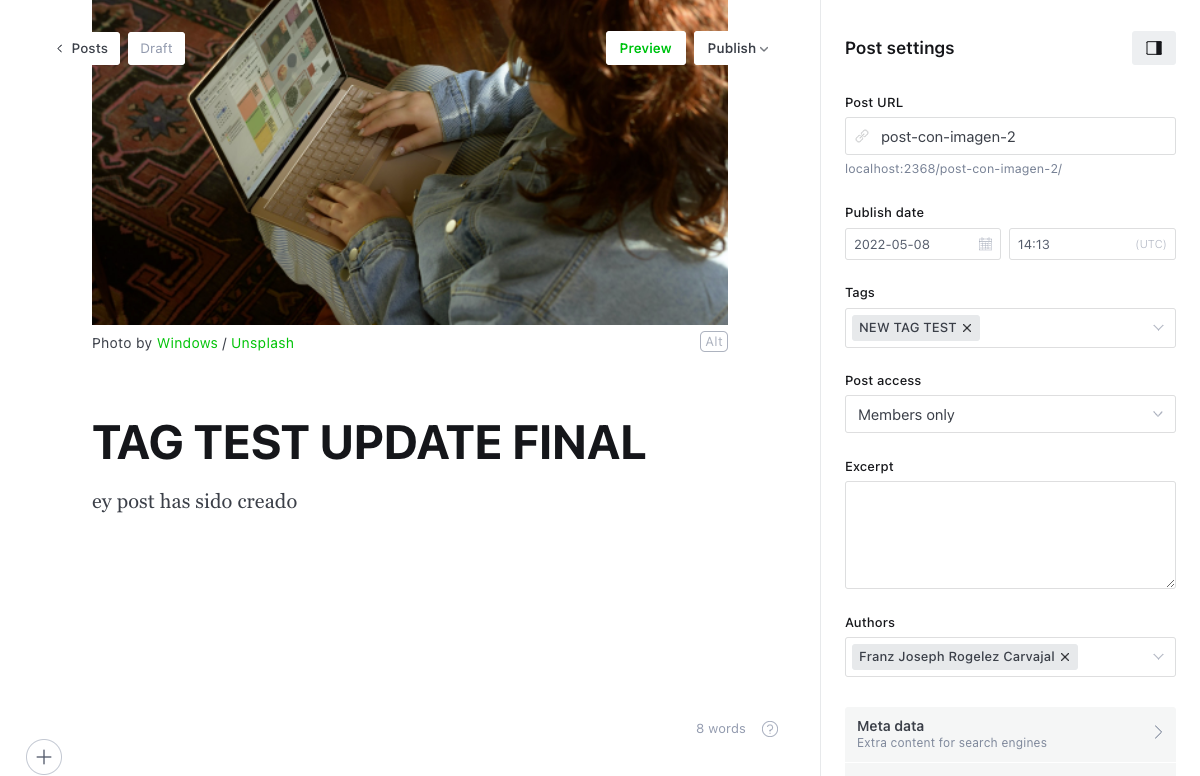 Posts
Draft
Preview
Publish
Photo by Windows / Unsplash
Alt
TAG TEST UPDATE FINAL
ey post has sido creado
8 words
?
Post settings
Post URL
post-con-imagen-2
localhost:2368/post-con-imagen-2/
Publish date
2022-05-08
14:13 (UTC)
Tags
NEW TAG TEST
Post access
Members only
Excerpt
Authors
Franz Joseph Rogelez Carvajal
Meta data
Extra content for search engines